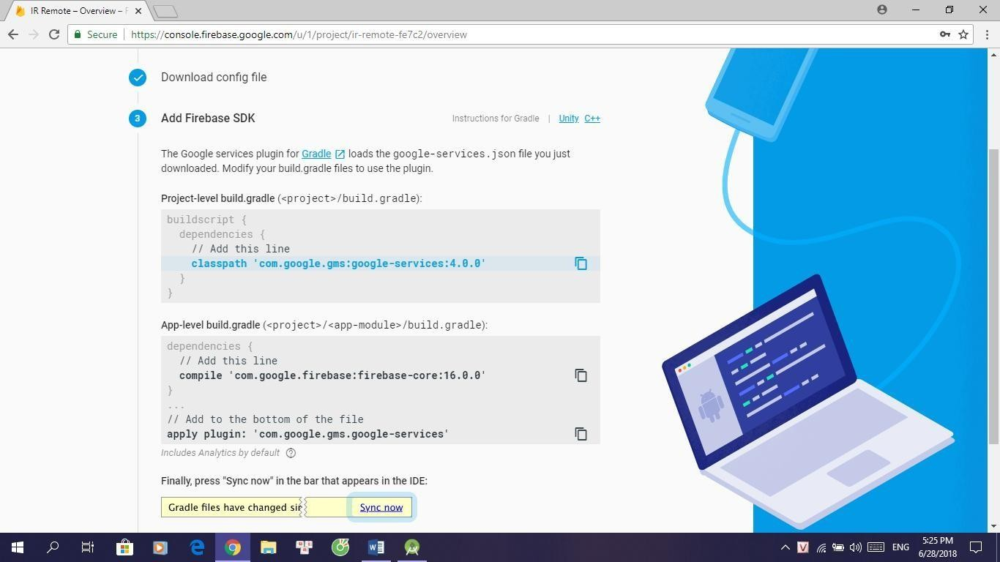 IR Remote – Overview – F
Secure
https://console.firebase.google.com/u/1/project/ir-remote-fe7c2/overview
Download config file
3
Add Firebase SDK
Instructions for Gradle | Unity C++
The Google services plugin for Gradle loads the google-services.json file you just
downloaded. Modify your build.gradle files to use the plugin.
Project-level build.gradle (<project>/build.gradle):
buildscript {
dependencies {
// Add this line
classpath 'com.google.gms:google-services:4.0.0'
}
}
App-level build.gradle (<project>/<app-module>/build.gradle):
dependencies {
// Add this line
compile 'com.google.firebase:firebase-core:16.0.0'
}
...
// Add to the bottom of the file
apply plugin: 'com.google.gms.google-services'
Includes Analytics by default ?
Finally, press "Sync now" in the bar that appears in the IDE:
Gradle files have changed sir
Sync now
ENG
5:25 PM
6/28/2018